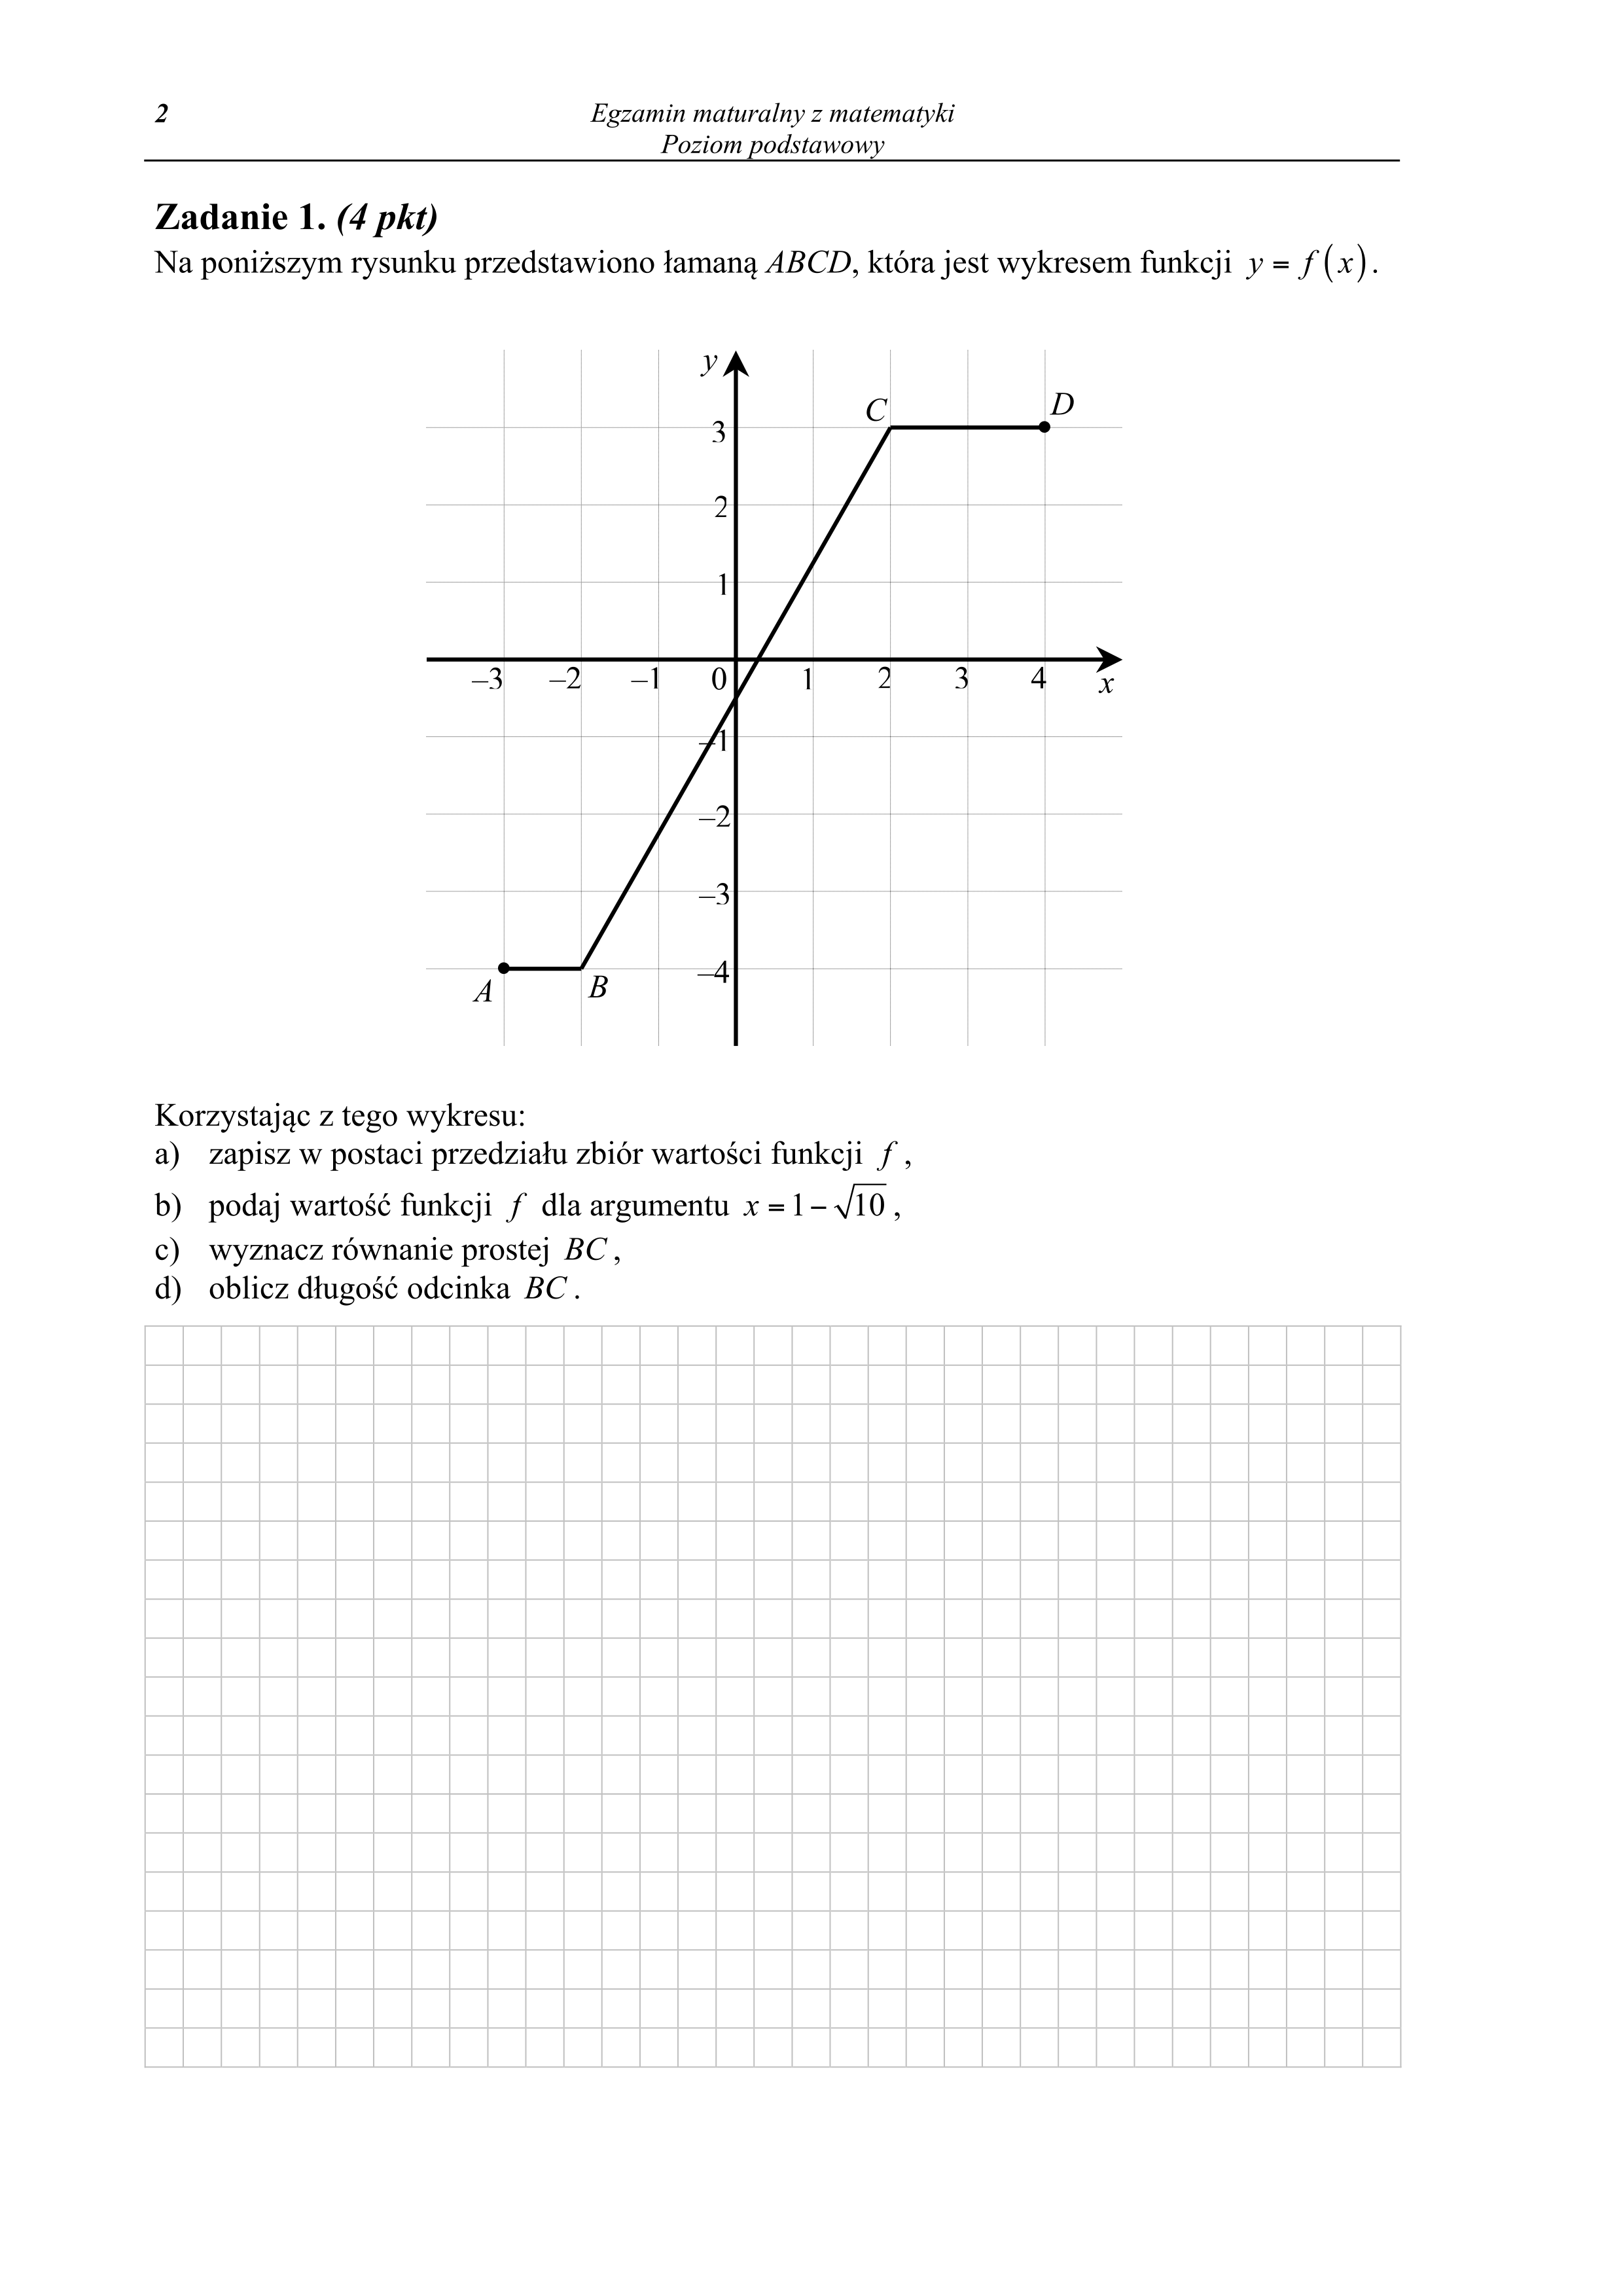 2
Egzamin maturalny z matematyki
Poziom podstawowy
Zadanie 1. (4 pkt)
Na poniższym rysunku przedstawiono łamaną ABCD, która jest wykresem funkcji y = f(x).
y
C
D
3
2
1
–3 –2 –1 0 1 2 3 4 x
–1
–2
–3
–4
A
B
Korzystając z tego wykresu:
a) zapisz w postaci przedziału zbiór wartości funkcji f ,
b) podaj wartość funkcji f dla argumentu x = 1 – √10 ,
c) wyznacz równanie prostej BC ,
d) oblicz długość odcinka BC .